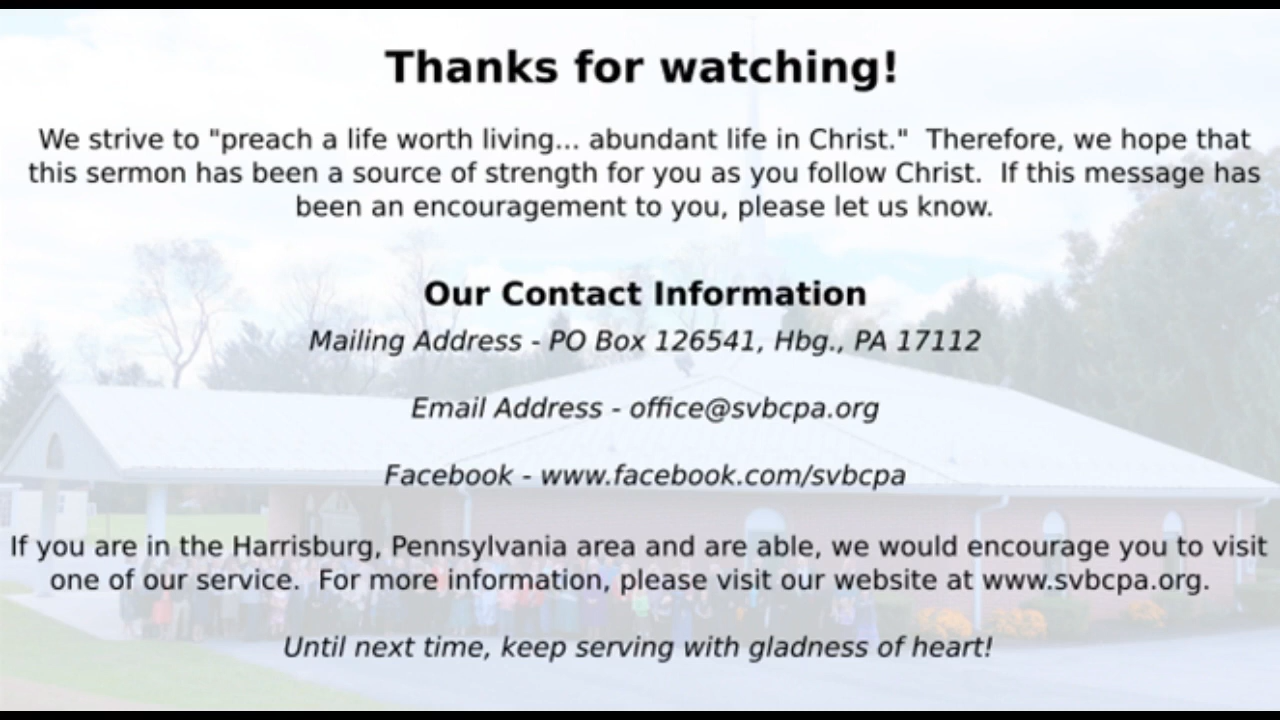 Thanks for watching!
We strive to "preach a life worth living... abundant life in Christ."  Therefore, we hope that
this sermon has been a source of strength for you as you follow Christ.  If this message has
been an encouragement to you, please let us know.
Our Contact Information
Mailing Address - PO Box 126541, Hbg., PA 17112
Email Address - office@svbcpa.org
Facebook - www.facebook.com/svbcpa
If you are in the Harrisburg, Pennsylvania area and are able, we would encourage you to visit
one of our service.  For more information, please visit our website at www.svbcpa.org.
Until next time, keep serving with gladness of heart!